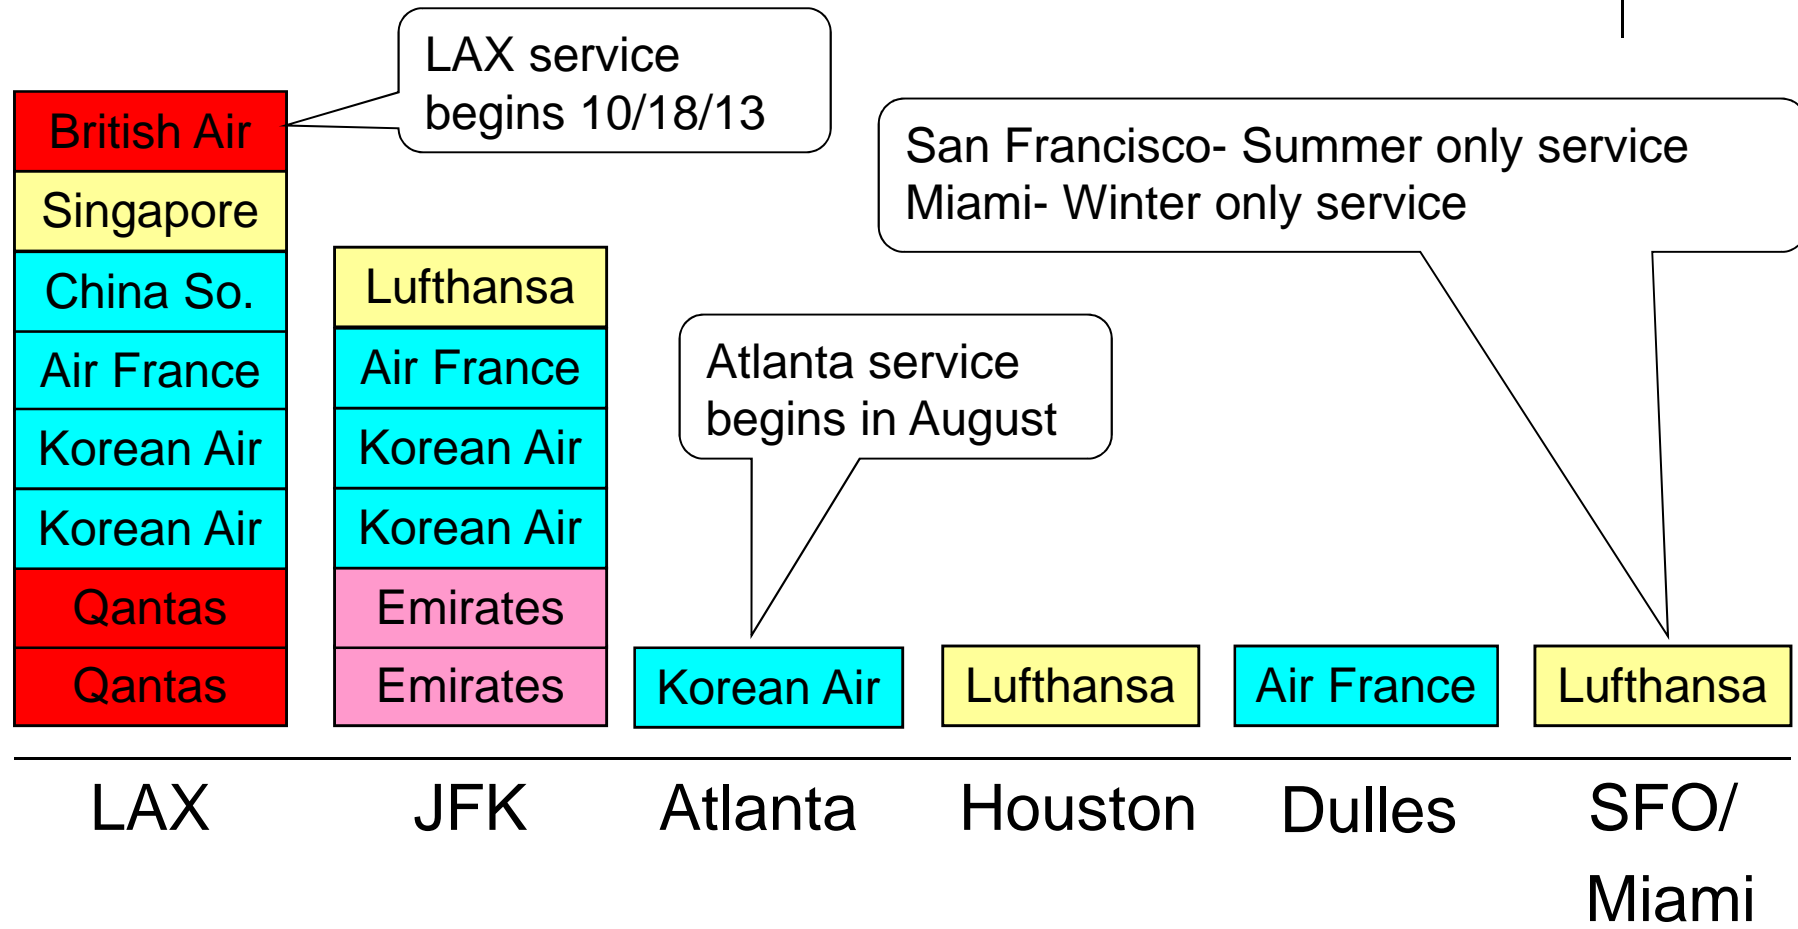 LAX service
begins 10/18/13
San Francisco- Summer only service
Miami- Winter only service
Atlanta service
begins in August
British Air
Singapore
China So.
Air France
Korean Air
Korean Air
Qantas
Qantas
Lufthansa
Air France
Korean Air
Korean Air
Emirates
Emirates
Korean Air
Lufthansa
Air France
Lufthansa
LAX
JFK
Atlanta
Houston
Dulles
SFO/
Miami